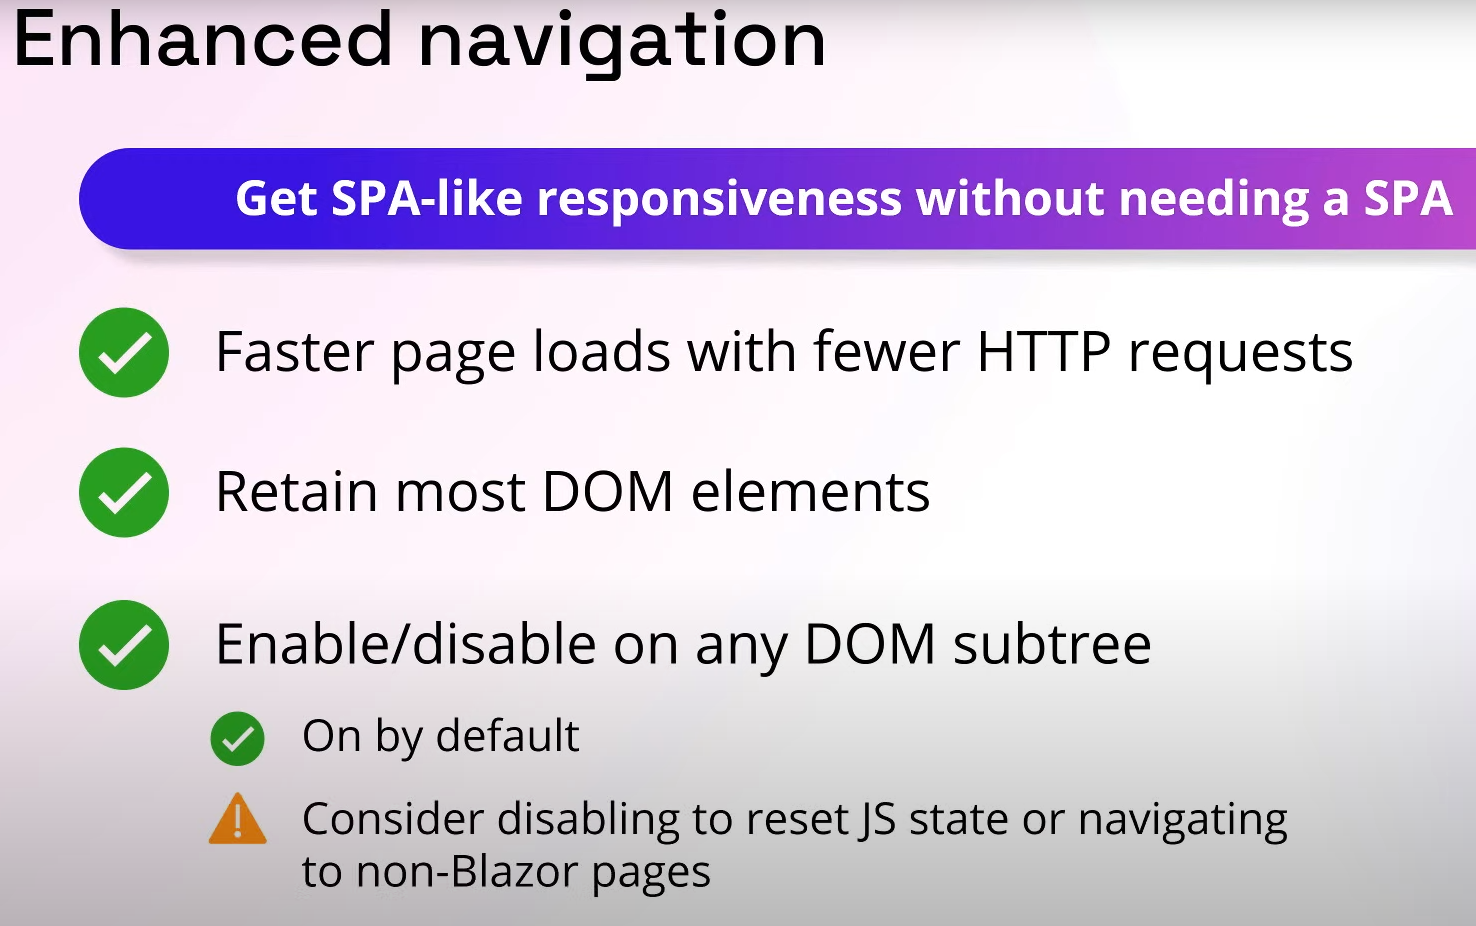 Enhanced navigation
Get SPA-like responsiveness without needing a SPA
Faster page loads with fewer HTTP requests
Retain most DOM elements
Enable/disable on any DOM subtree
On by default
Consider disabling to reset JS state or navigating
to non-Blazor pages